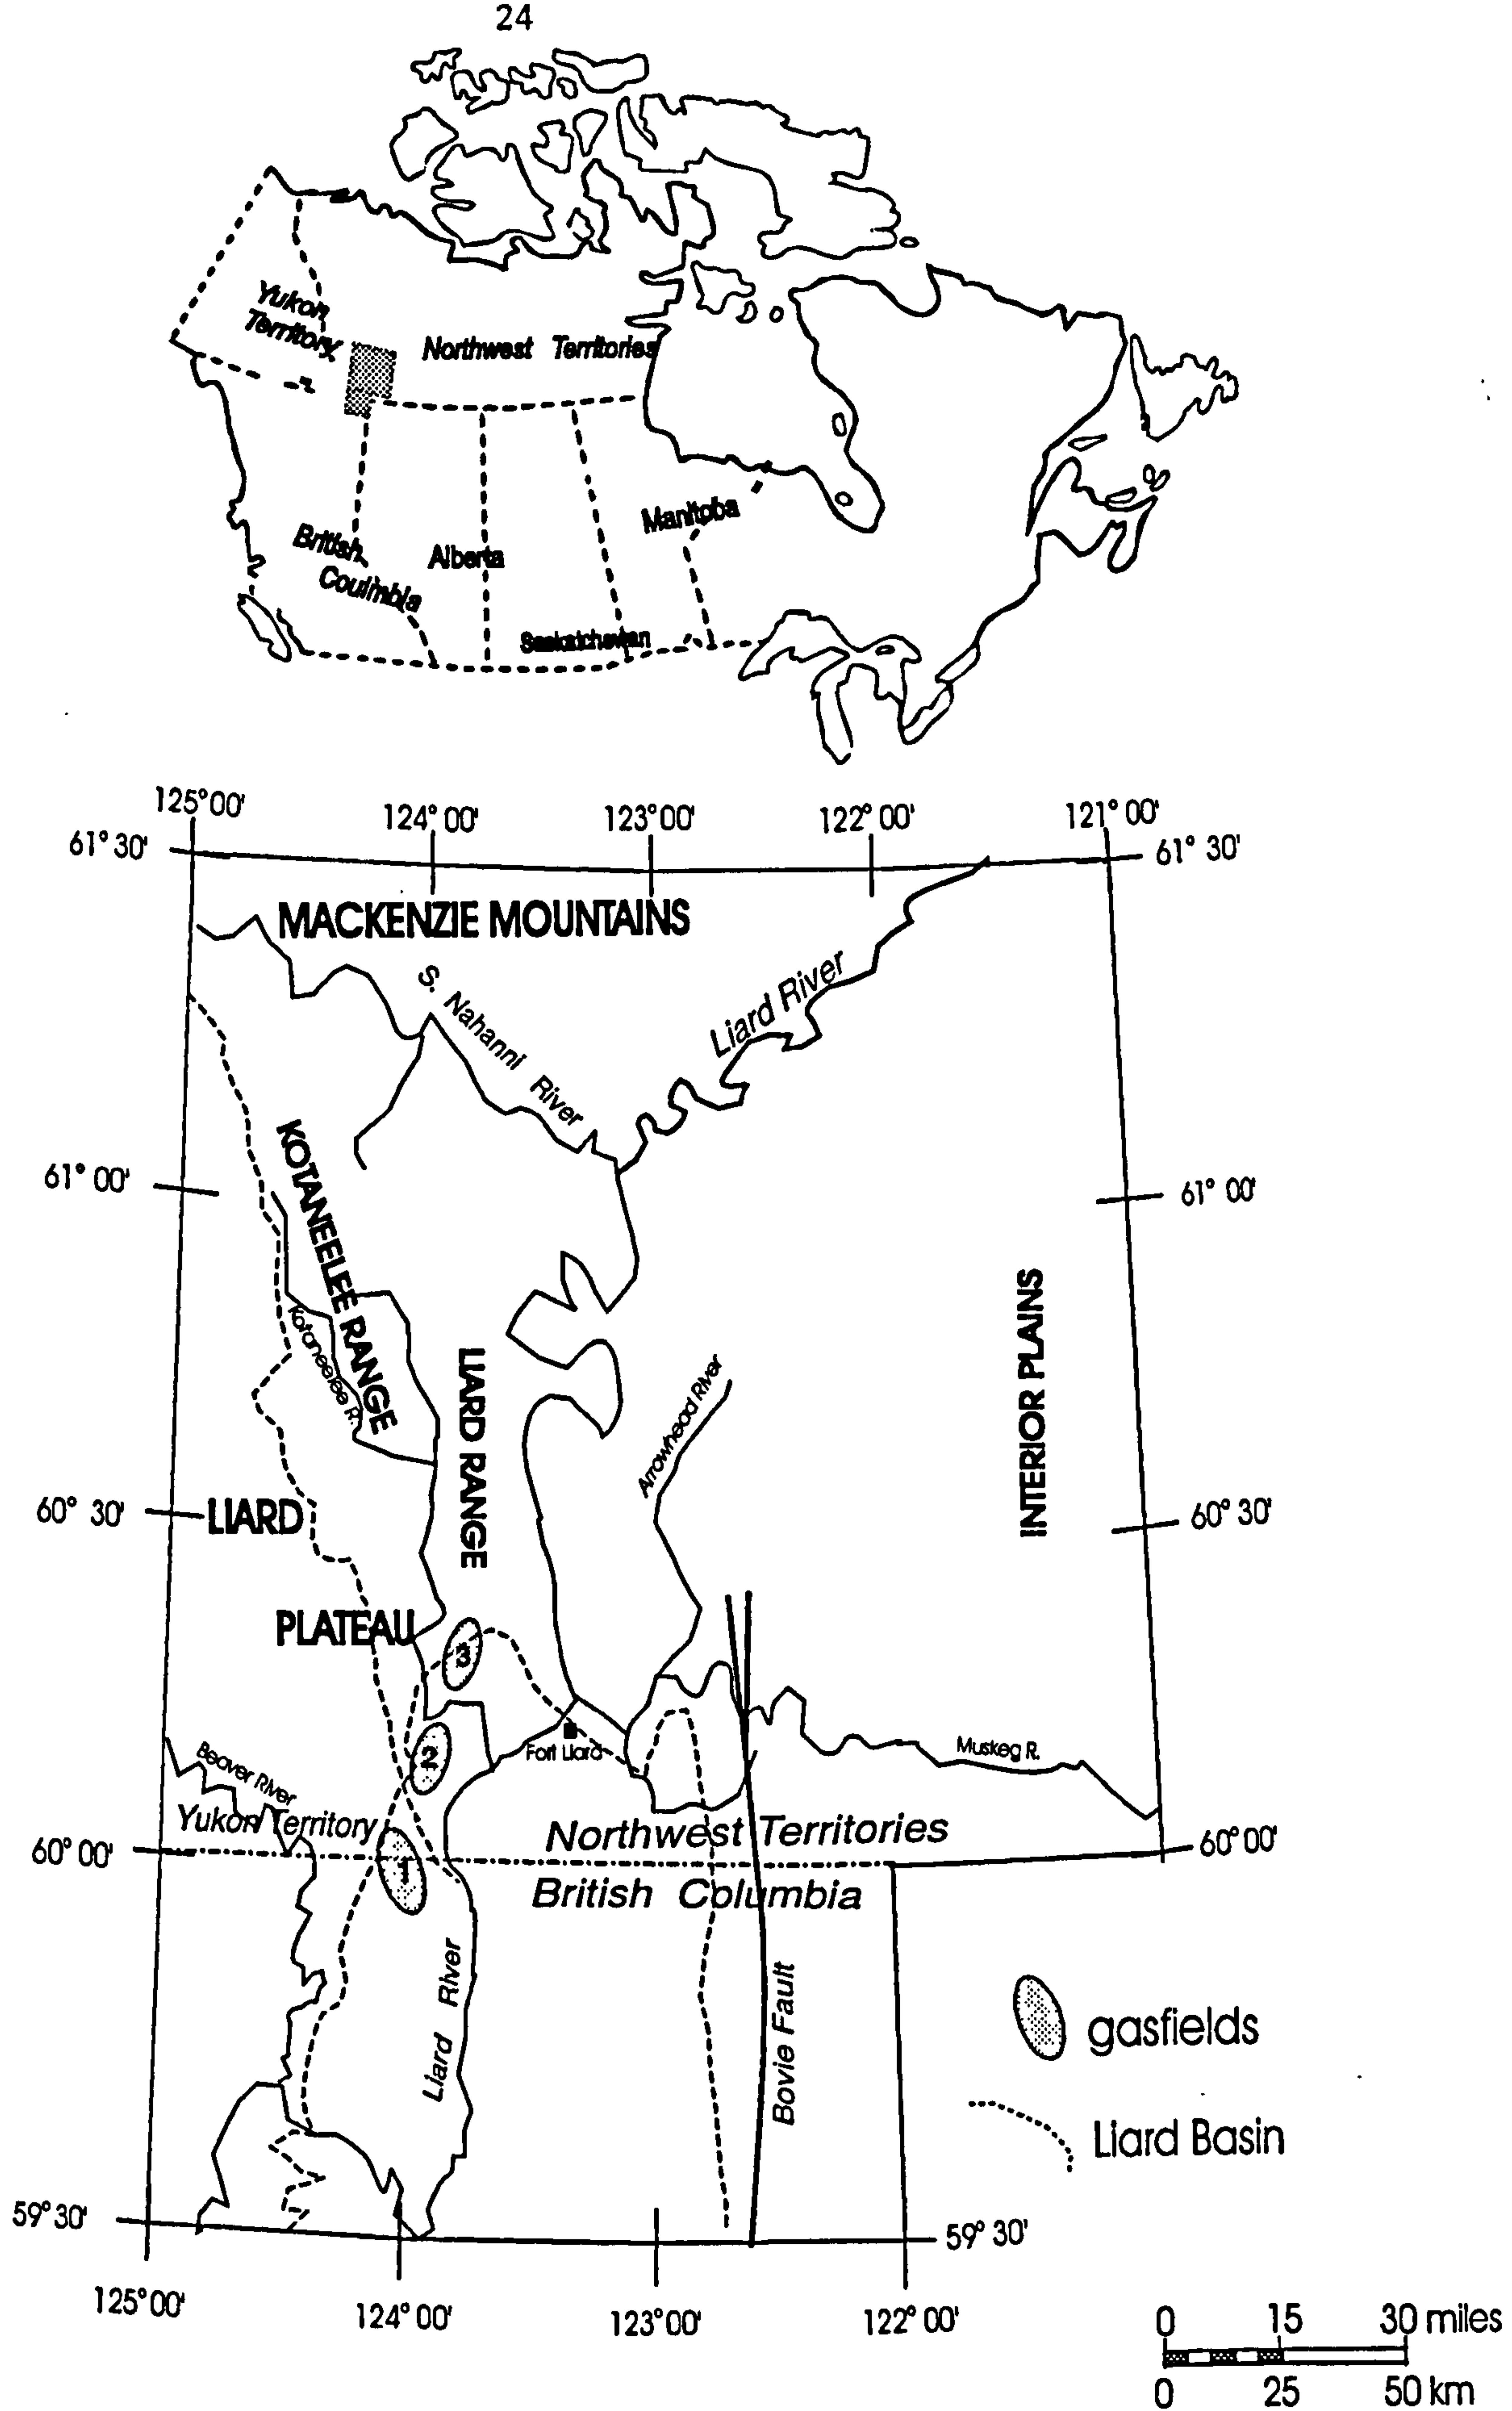 24
Yukon
Territory
Northwest Territories
Manitoba
British
Coulmbia
Alberta
Saskatchewan
125°00'
124°00'
123°00'
122°00'
121°00'
61°30'
61°30'
MACKENZIE MOUNTAINS
S. Nahanni River
Liard River
61°00'
61°00'
KOTANEELEE RANGE
Kotaneelee R.
LIARD RANGE
Arrowhead River
INTERIOR PLAINS
60°30'
LIARD
60°30'
PLATEAU
3
2
Fort Liard
Muskeg R.
Beaver River
Yukon Territory
Northwest Territories
60°00'
60°00'
1
British Columbia
Liard River
Bovie Fault
gasfields
Liard Basin
59°30'
59°30'
125°00'
124°00'
123°00'
122°00'
0 15 30 miles
0 25 50 km